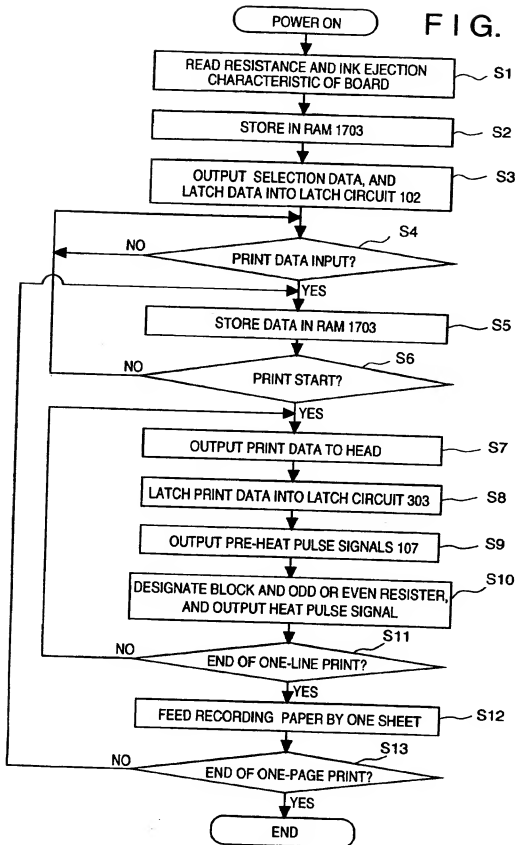 FIG.
POWER ON
READ RESISTANCE AND INK EJECTION
CHARACTERISTIC OF BOARD
S1
STORE IN RAM 1703
S2
OUTPUT SELECTION DATA, AND
LATCH DATA INTO LATCH CIRCUIT 102
S3
S4
NO
PRINT DATA INPUT?
YES
STORE DATA IN RAM 1703
S5
S6
NO
PRINT START?
YES
OUTPUT PRINT DATA TO HEAD
S7
LATCH PRINT DATA INTO LATCH CIRCUIT 303
S8
OUTPUT PRE-HEAT PULSE SIGNALS 107
S9
S10
DESIGNATE BLOCK AND ODD OR EVEN RESISTER,
AND OUTPUT HEAT PULSE SIGNAL
S11
NO
END OF ONE-LINE PRINT?
YES
FEED RECORDING PAPER BY ONE SHEET
S12
S13
NO
END OF ONE-PAGE PRINT?
YES
END